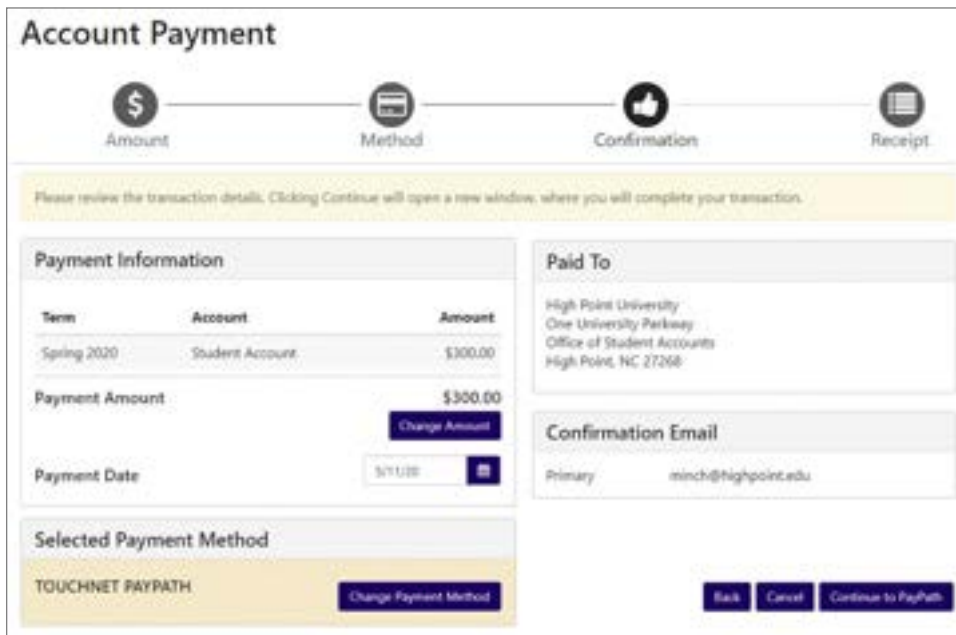 Account Payment
$
Amount
Method
Confirmation
Receipt
Please review the transaction details. Clicking Continue will open a new window, where you will complete your transaction.
Payment Information
Term Account Amount
Spring 2020 Student Account $300.00
Payment Amount $300.00
Change Amount
Payment Date 5/11/20
Selected Payment Method
TOUCHNET PAYPATH Change Payment Method
Paid To
High Point University
One University Parkway
Office of Student Accounts
High Point, NC 27268
Confirmation Email
Primary minch@highpoint.edu
Back Cancel Continue to PayPath